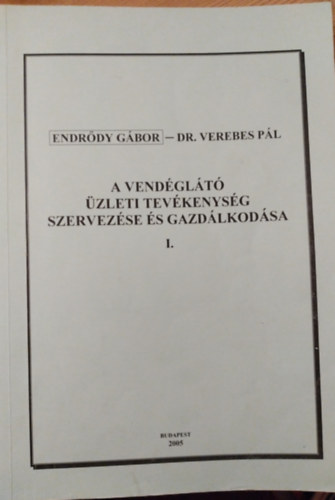 ENDRŐDY GÁBOR – DR. VEREBES PÁL
A VENDÉGLÁTÓ
ÜZLETI TEVÉKENYSÉG
SZERVEZÉSE ÉS GAZDÁLKODÁSA
I.
BUDAPEST
2005